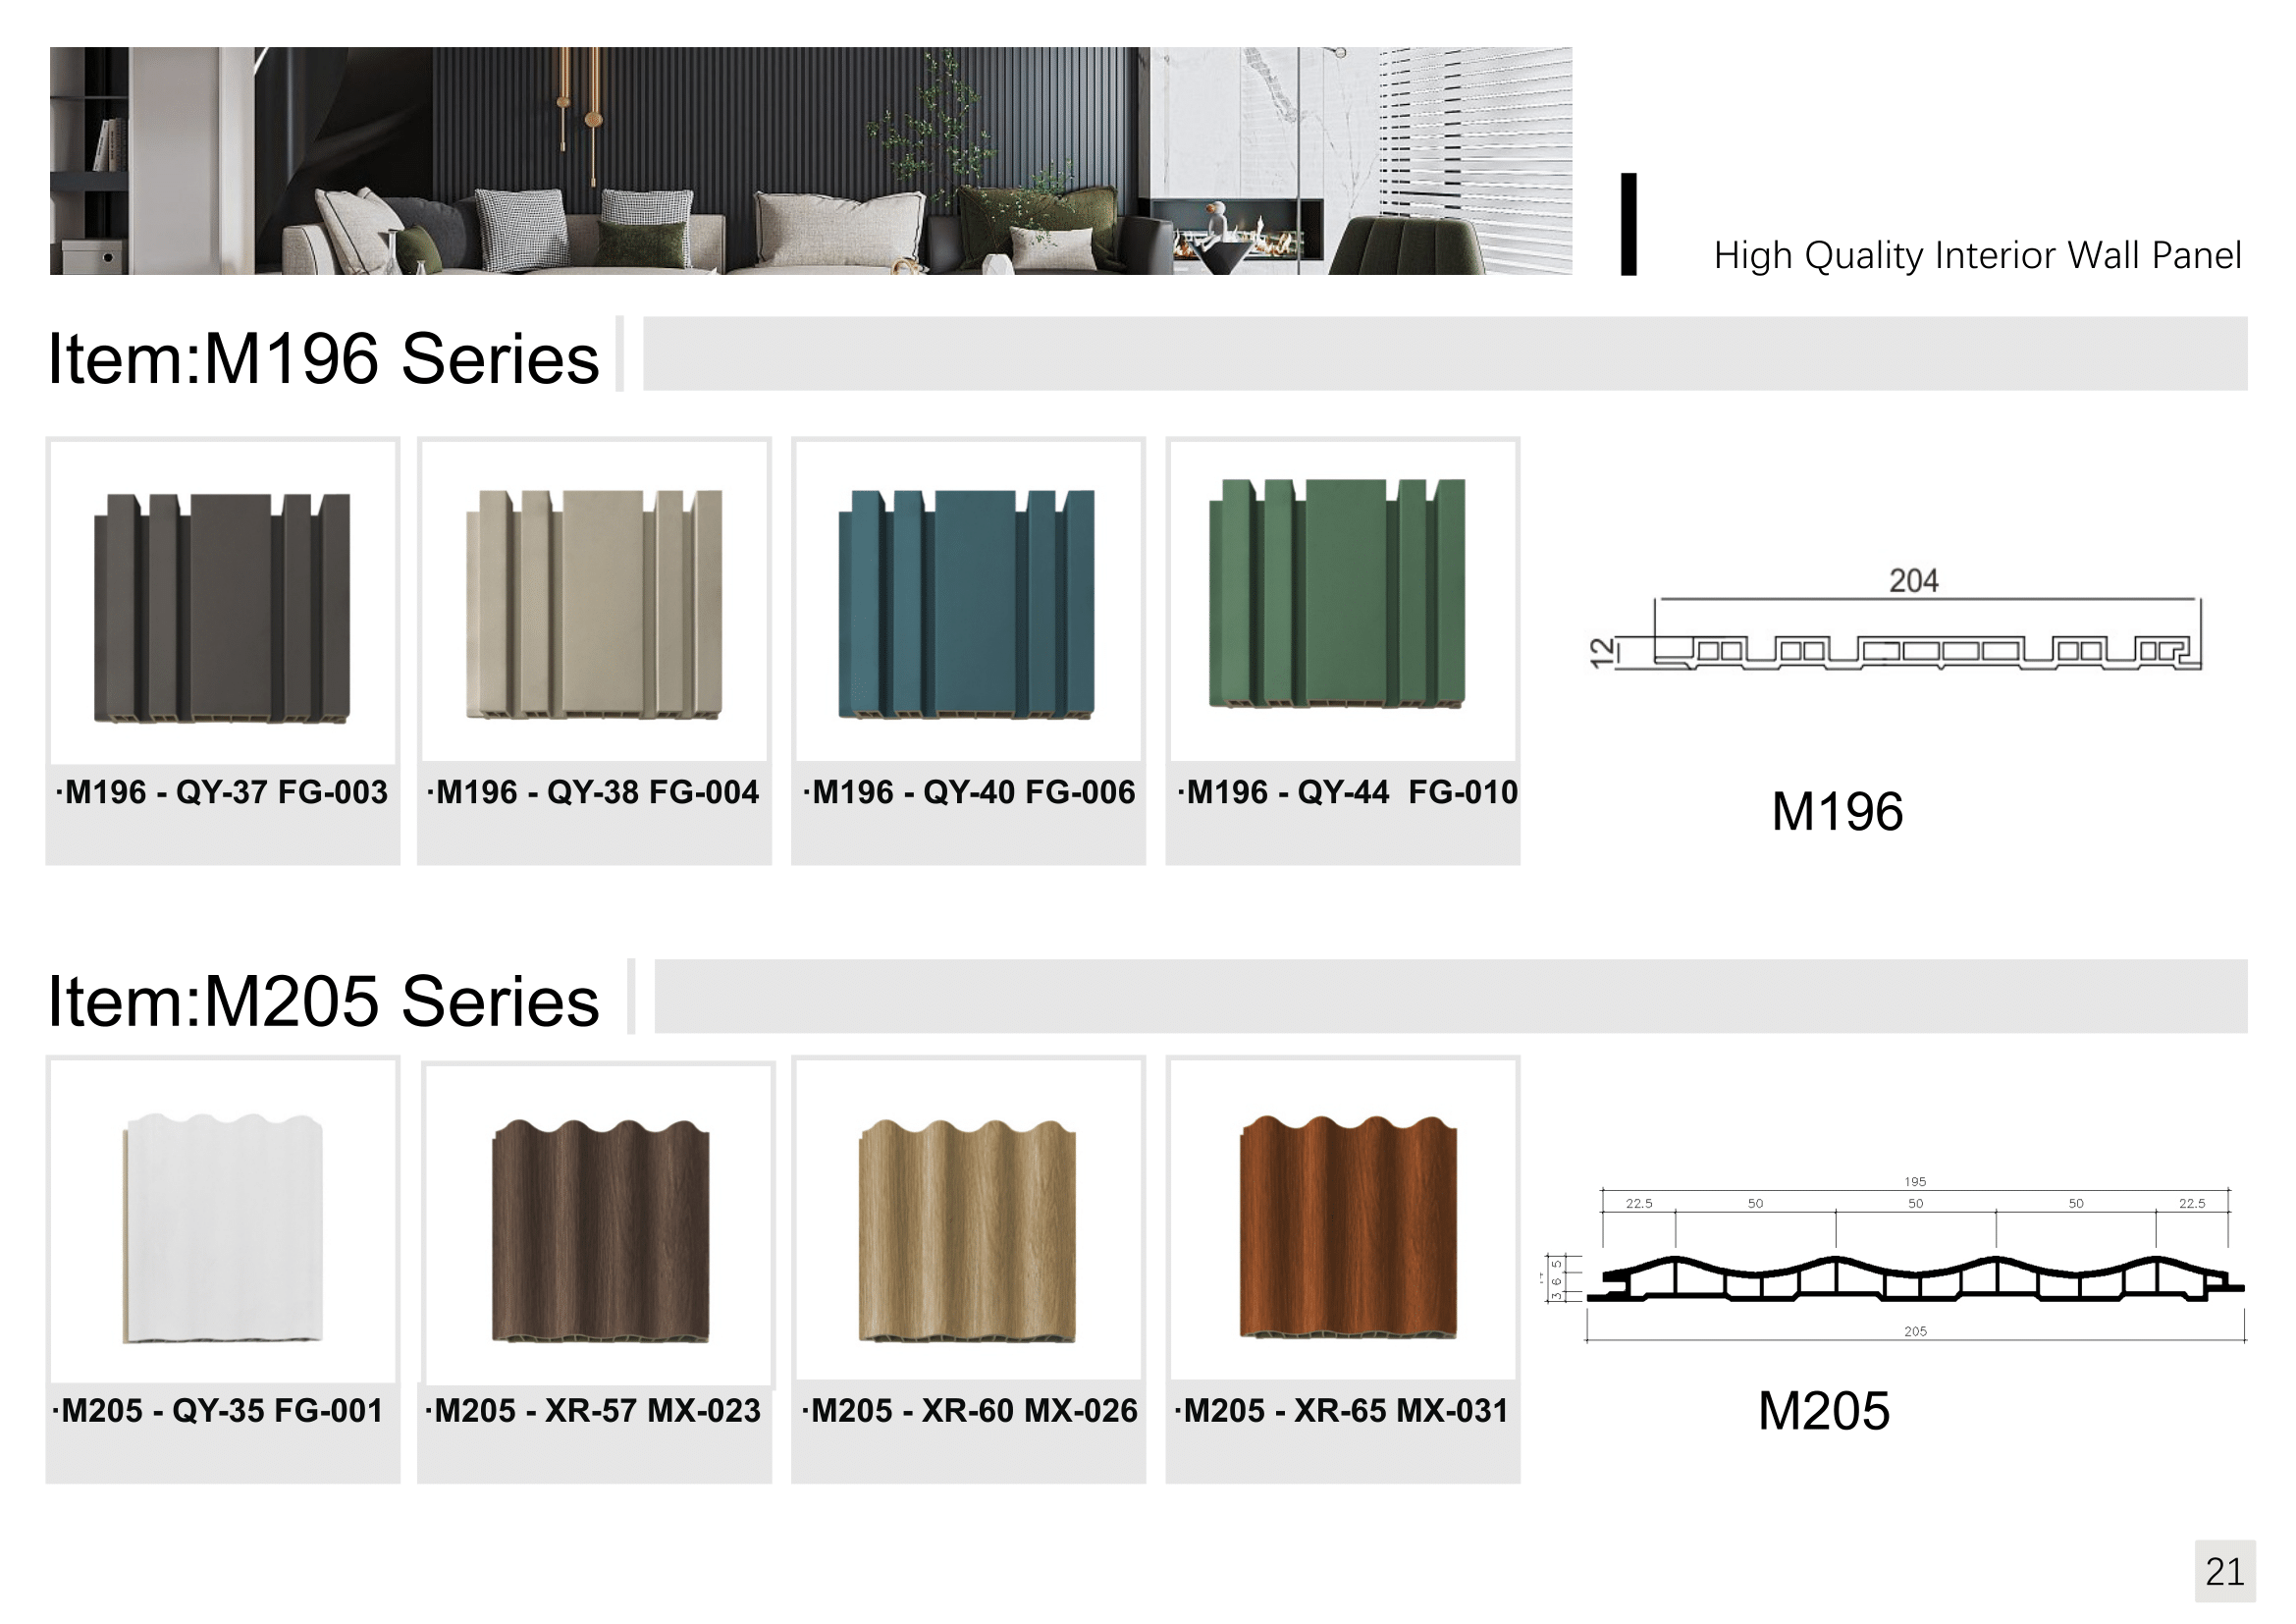 High Quality Interior Wall Panel
Item:M196 Series
·M196 - QY-37 FG-003
·M196 - QY-38 FG-004
·M196 - QY-40 FG-006
·M196 - QY-44  FG-010
204
12
M196
Item:M205 Series
·M205 - QY-35 FG-001
·M205 - XR-57 MX-023
·M205 - XR-60 MX-026
·M205 - XR-65 MX-031
195
22.5 50 50 50 22.5
5
6
3
205
M205
21